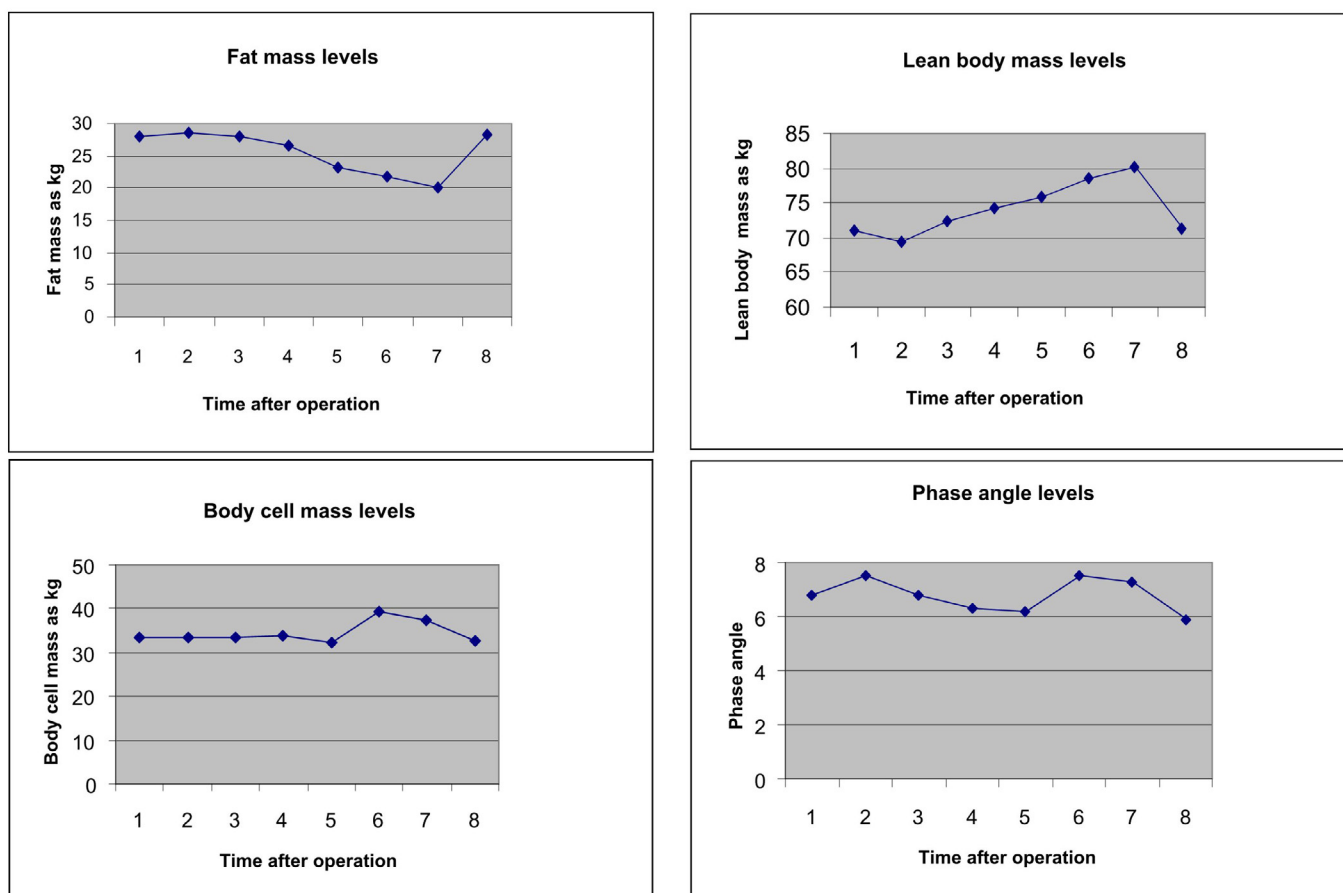 Fat mass levels
Fat mass as kg
30
25
20
15
10
5
0
1 2 3 4 5 6 7 8
Time after operation
Lean body mass levels
Lean body mass as kg
85
80
75
70
65
60
1 2 3 4 5 6 7 8
Time after operation
Body cell mass levels
Body cell mass as kg
50
40
30
20
10
0
1 2 3 4 5 6 7 8
Time after operation
Phase angle levels
Phase angle
8
6
4
2
0
1 2 3 4 5 6 7 8
Time after operation